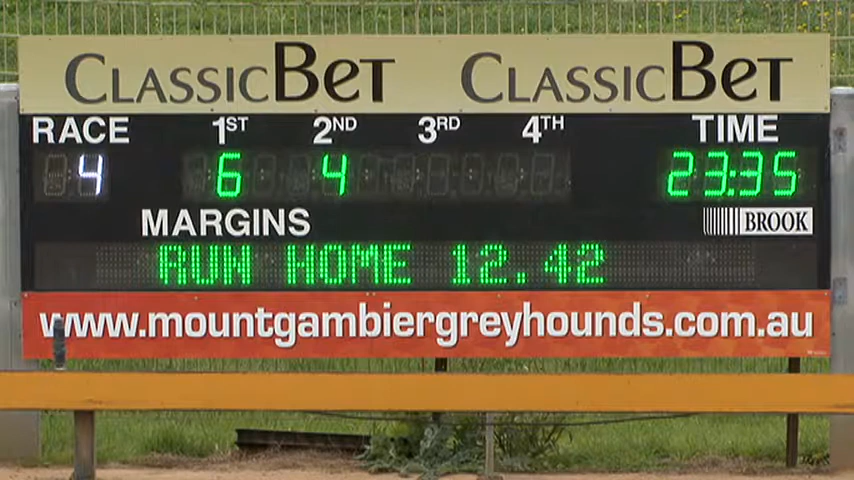 CLASSICBET CLASSICBET
RACE 1ST 2ND 3RD 4TH TIME
4 6 4 23:35
MARGINS BROOK
RUN HOME 12.42
www.mountgambiergreyhounds.com.au